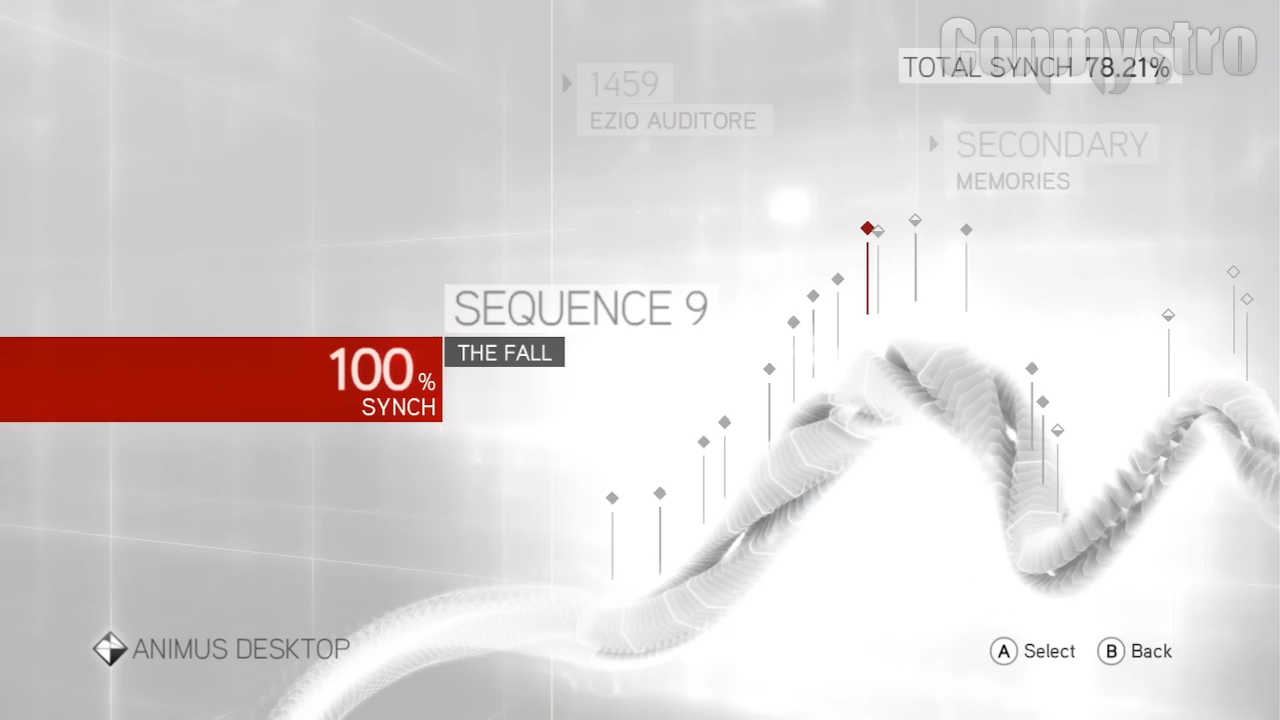 Conmystro
TOTAL SYNCH 78.21%
1459
EZIO AUDITORE
SECONDARY
MEMORIES
SEQUENCE 9
THE FALL
100%
SYNCH
ANIMUS DESKTOP
A Select B Back